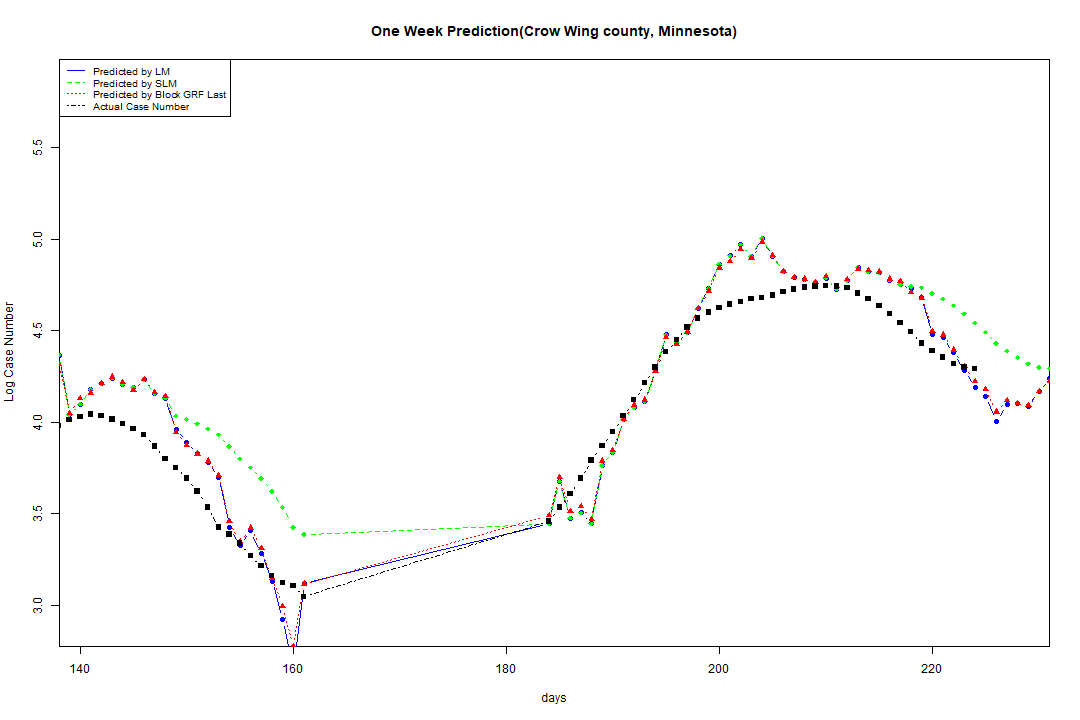 One Week Prediction(Crow Wing county, Minnesota)
Predicted by LM
Predicted by SLM
Predicted by Block GRF Last
Actual Case Number
Log Case Number
5.5
5.0
4.5
4.0
3.5
3.0
140 160 180 200 220
days